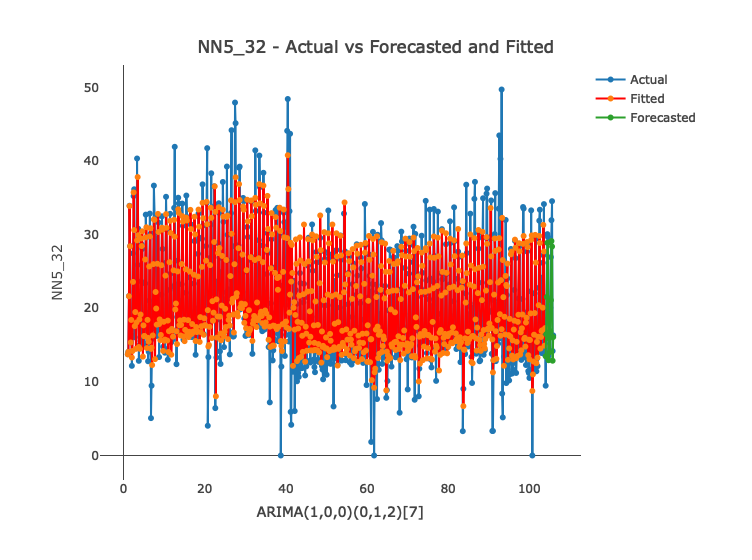 NN5_32 - Actual vs Forecasted and Fitted
Actual
Fitted
Forecasted
50
40
30
20
10
0
NN5_32
0 20 40 60 80 100
ARIMA(1,0,0)(0,1,2)[7]